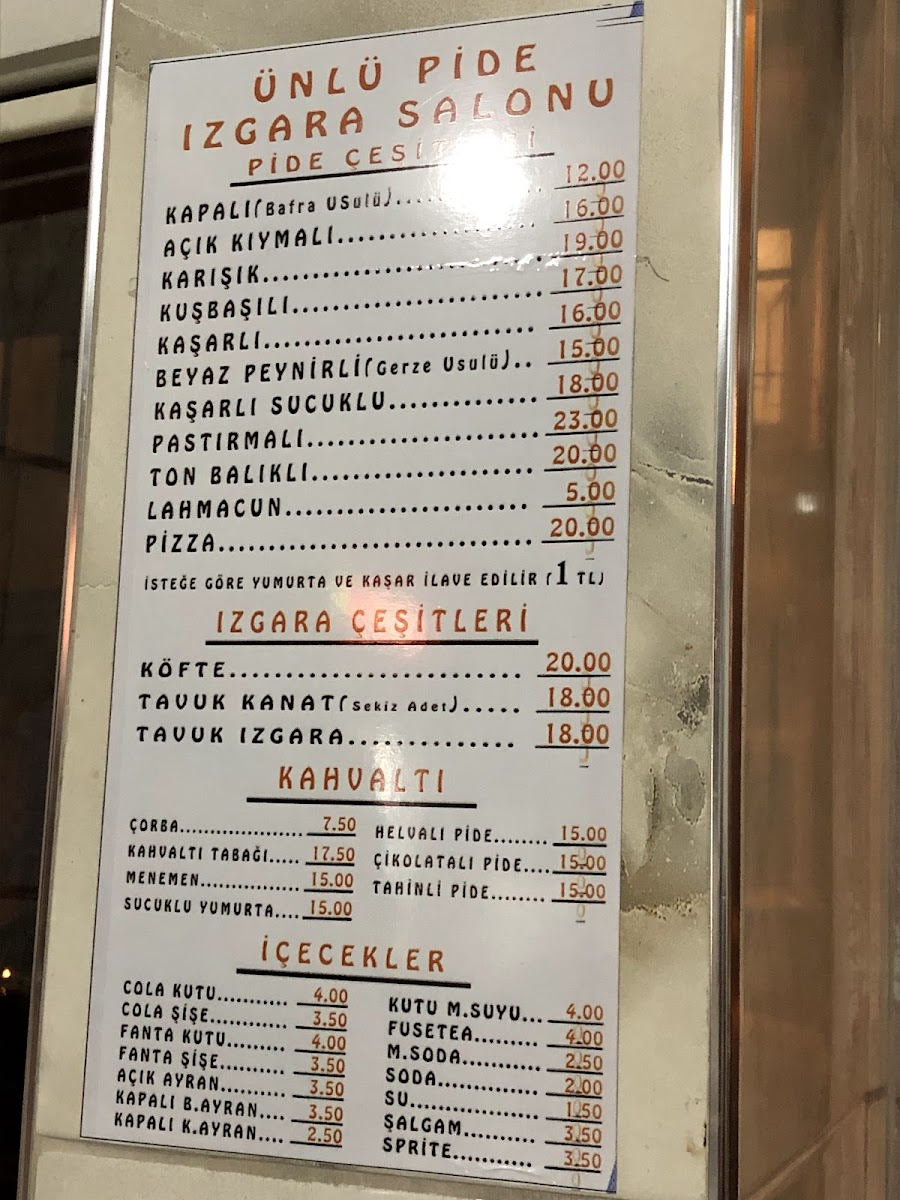 ÜNLÜ PİDE
IZGARA SALONU
PİDE ÇEŞİTLERİ
KAPALI(Bafra USulü)..... 12.00
AÇIK KIYMALI.................... 16.00
KARIŞIK............................ 19.00
KUŞBAŞILI......................... 17.00
KAŞARLI........................... 16.00
BEYAZ PEYNİRLİ(Gerze Usulü).. 15.00
KAŞARLI SUCUKLU.............. 18.00
PASTIRMALI....................... 23.00
TON BALIKLI...................... 20.00
LAHMACUN........................ 5.00
PİZZA............................... 20.00
İSTEĞE GÖRE YUMURTA VE KAŞAR İLAVE EDİLİR (1 TL)
IZGARA ÇEŞİTLERİ
KÖFTE......................... 20.00
TAVUK KANAT(Sekiz Adet)..... 18.00
TAVUK IZGARA............... 18.00
KAHVALTI
ÇORBA.................... 7.50
KAHVALTI TABAĞI..... 17.50
MENEMEN................ 15.00
SUCUKLU YUMURTA.... 15.00
HELVALI PİDE........ 15.00
ÇİKOLATALI PİDE.... 15.00
TAHİNLİ PİDE........ 15.00
İÇECEKLER
COLA KUTU........... 4.00
COLA ŞİŞE............ 3.50
FANTA KUTU......... 4.00
FANTA ŞİŞE.......... 3.50
AÇIK AYRAN.......... 3.50
KAPALI B.AYRAN.... 3.50
KAPALI K.AYRAN.... 2.50
KUTU M.SUYU... 4.00
FUSETEA......... 4.00
M.SODA............ 2.50
SODA.............. 2.00
SU.................. 1.50
ŞALGAM........... 3.50
SPRİTE............ 3.50